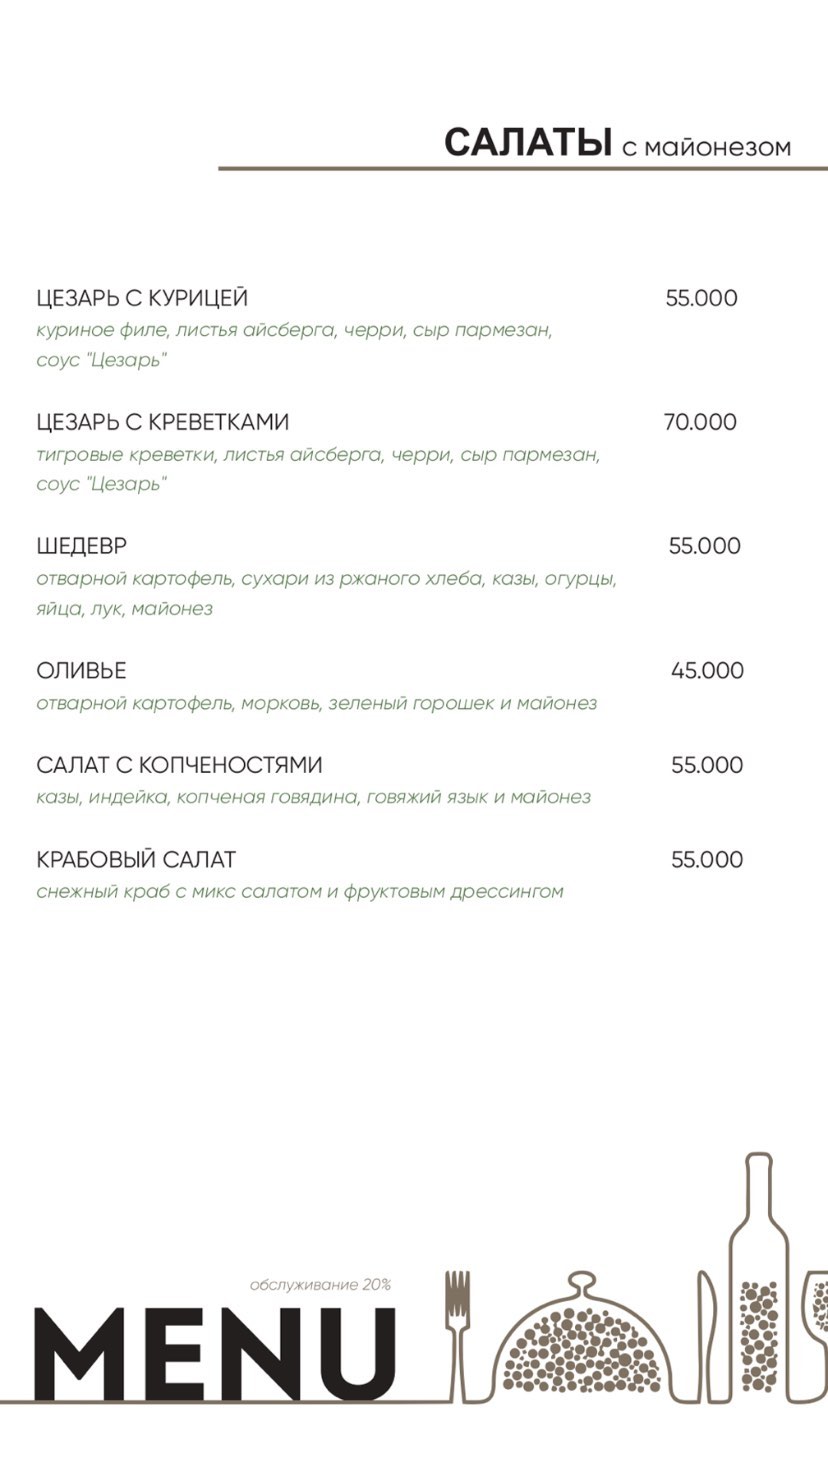 САЛАТЫ с майонезом
ЦЕЗАРЬ С КУРИЦЕЙ 55.000
куриное филе, листья айсберга, черри, сыр пармезан,
соус "Цезарь"
ЦЕЗАРЬ С КРЕВЕТКАМИ 70.000
тигровые креветки, листья айсберга, черри, сыр пармезан,
соус "Цезарь"
ШЕДЕВР 55.000
отварной картофель, сухари из ржаного хлеба, казы, огурцы,
яйца, лук, майонез
ОЛИВЬЕ 45.000
отварной картофель, морковь, зеленый горошек и майонез
САЛАТ С КОПЧЕНОСТЯМИ 55.000
казы, индейка, копченая говядина, говяжий язык и майонез
КРАБОВЫЙ САЛАТ 55.000
снежный краб с микс салатом и фруктовым дрессингом
обслуживание 20%
MENU